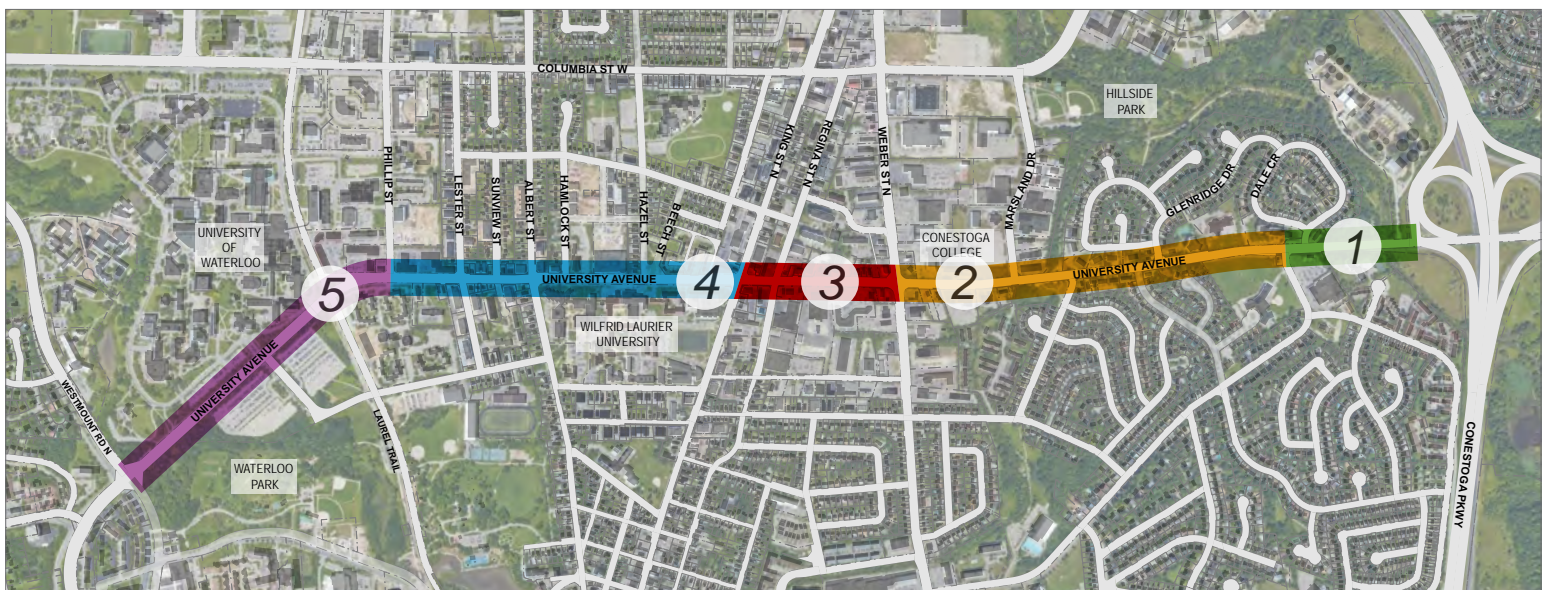 COLUMBIA ST W
HILLSIDE
PARK
KING ST N
REGINA ST N
WEBER ST N
PHILLIP ST
LESTER ST
SUNVIEW ST
ALBERT ST
HAMLOCK ST
HAZEL ST
BEECH ST
MARSLAND DR
GLENRIDGE DR
DALE CR
UNIVERSITY
OF
WATERLOO
CONESTOGA
COLLEGE
1
UNIVERSITY AVENUE
2
3
4
UNIVERSITY AVENUE
5
WILFRID LAURIER
UNIVERSITY
UNIVERSITY AVENUE
WESTMOUNT RD N
LAUREL TRAIL
WATERLOO
PARK
CONESTOGA PKWY